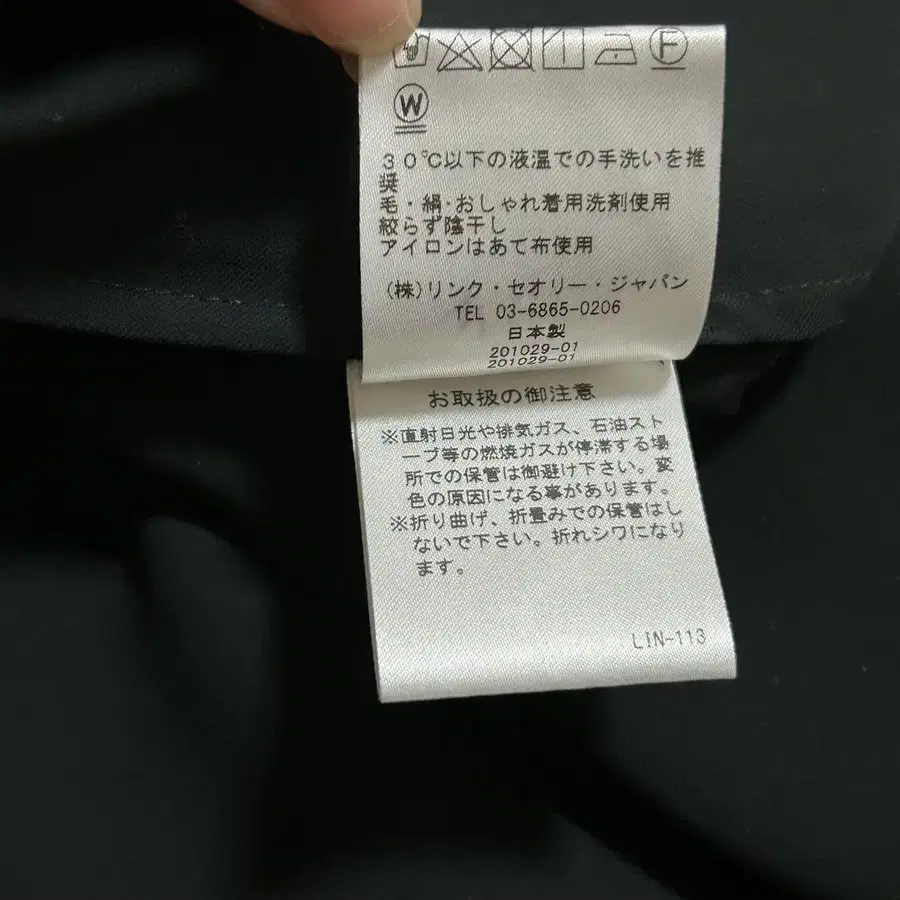 F
W
30℃以下の液温での手洗いを推
奨
毛・絹・おしゃれ着用洗剤使用
絞らず陰干し
アイロンはあて布使用
(株)リンク・セオリー・ジャパン
TEL 03-6865-0206
日本製
201029-01
201029-01
お取扱の御注意
※直射日光や排気ガス、石油スト
ーブ等の燃焼ガスが停滞する場
所での保管は御避け下さい。変
色の原因になる事があります。
※折り曲げ、折畳みでの保管はし
ないで下さい。折れシワになり
ます。
LIN-113